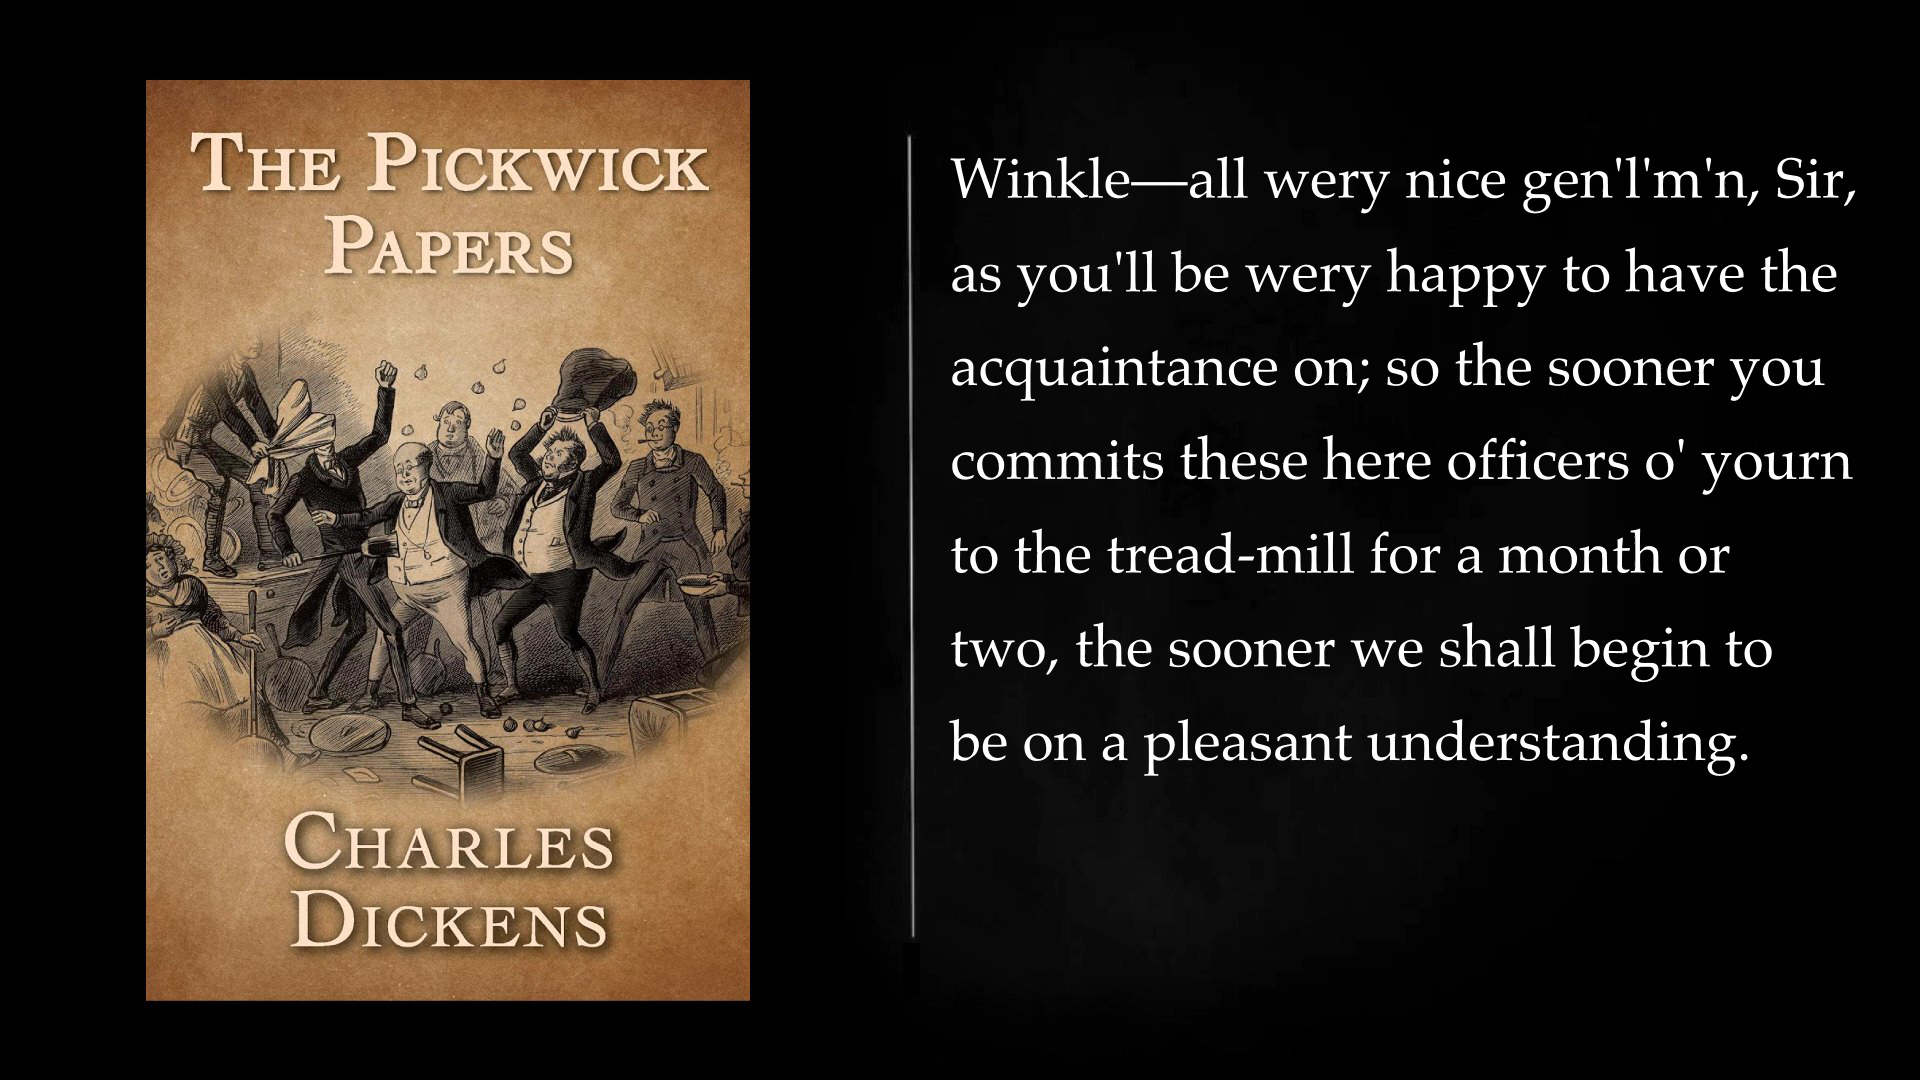 The Pickwick
Papers
Charles
Dickens
Winkle—all wery nice gen'l'm'n, Sir,
as you'll be wery happy to have the
acquaintance on; so the sooner you
commits these here officers o' yourn
to the tread-mill for a month or
two, the sooner we shall begin to
be on a pleasant understanding.